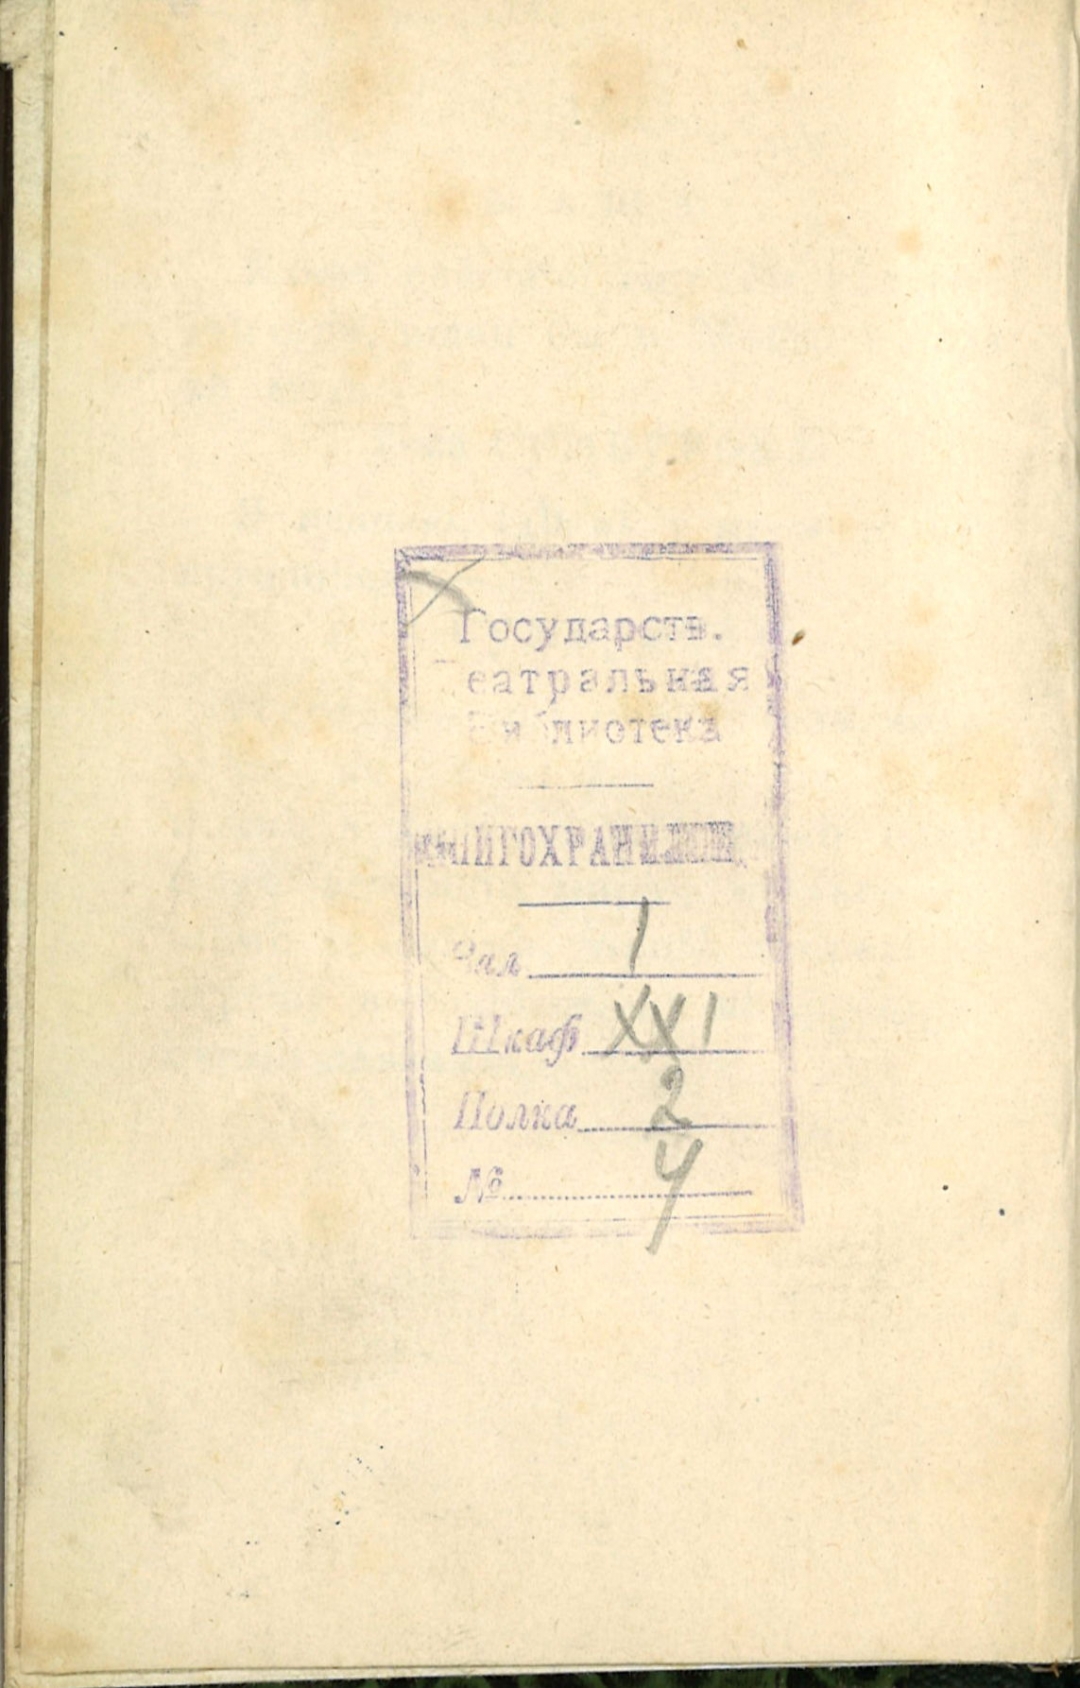 Государств.
Театральная
Библиотека
КНИГОХРАНИЛИЩЕ
Зал 1
Шкаф XXI
Полка 2
№ 4